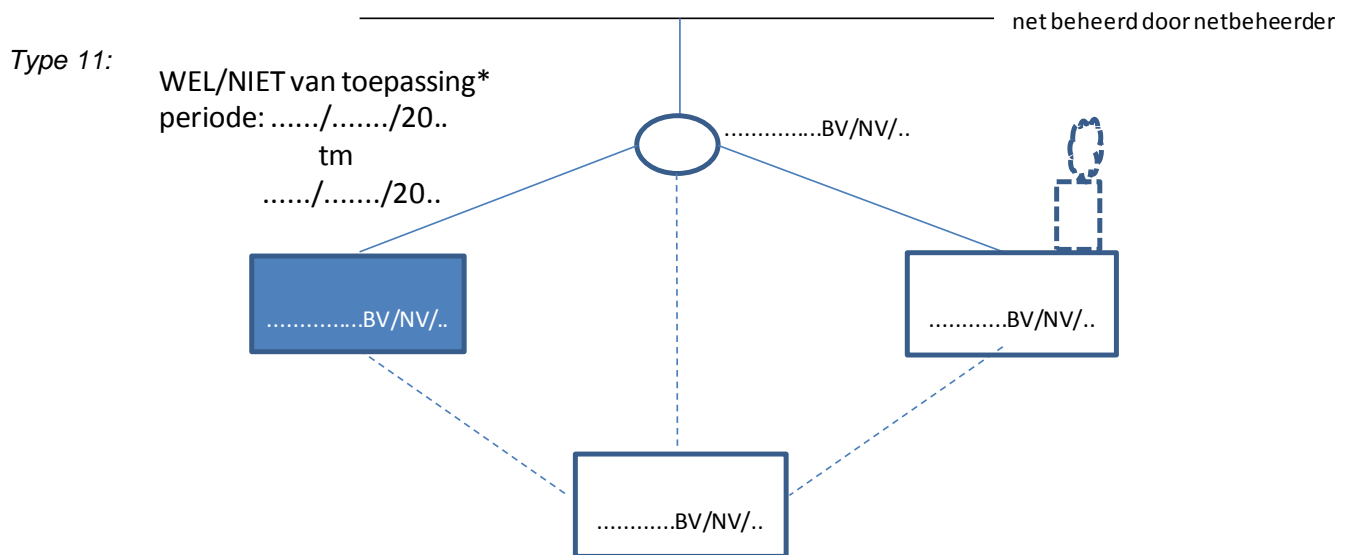 net beheerd door netbeheerder
Type 11:
WEL/NIET van toepassing*
periode: ....../......./20..
tm
....../......./20..
................BV/NV/..
................BV/NV/..
............BV/NV/..
............BV/NV/..